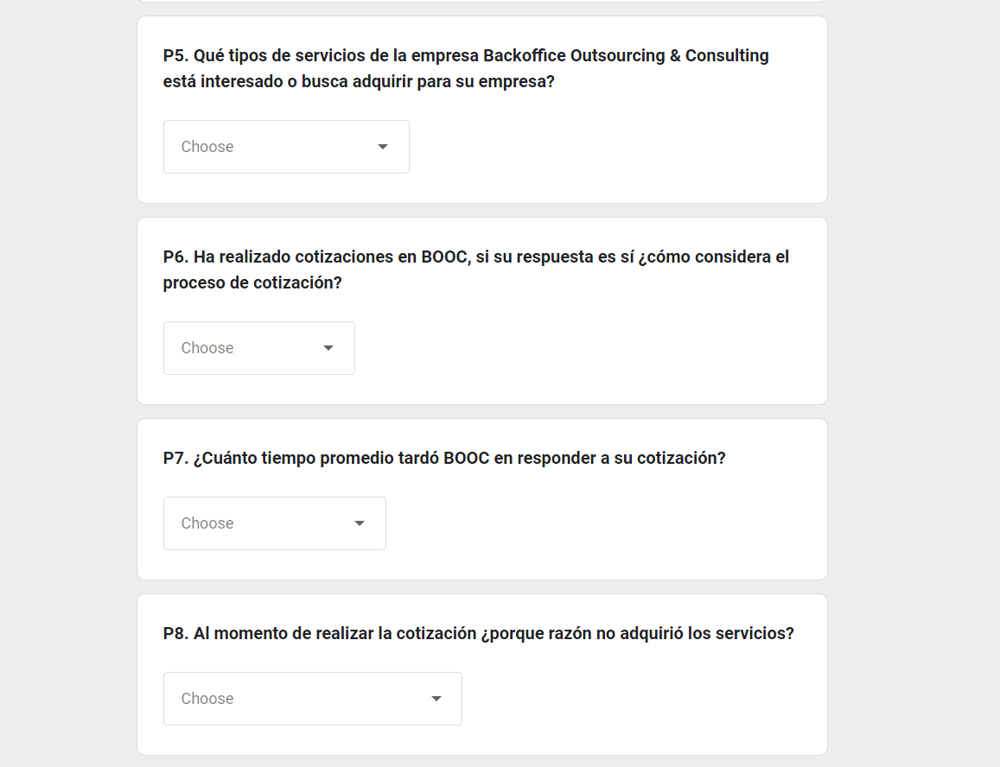 P5. Qué tipos de servicios de la empresa Backoffice Outsourcing & Consulting
está interesado o busca adquirir para su empresa?
Choose
P6. Ha realizado cotizaciones en BOOC, si su respuesta es sí ¿cómo considera el
proceso de cotización?
Choose
P7. ¿Cuánto tiempo promedio tardó BOOC en responder a su cotización?
Choose
P8. Al momento de realizar la cotización ¿porque razón no adquirió los servicios?
Choose